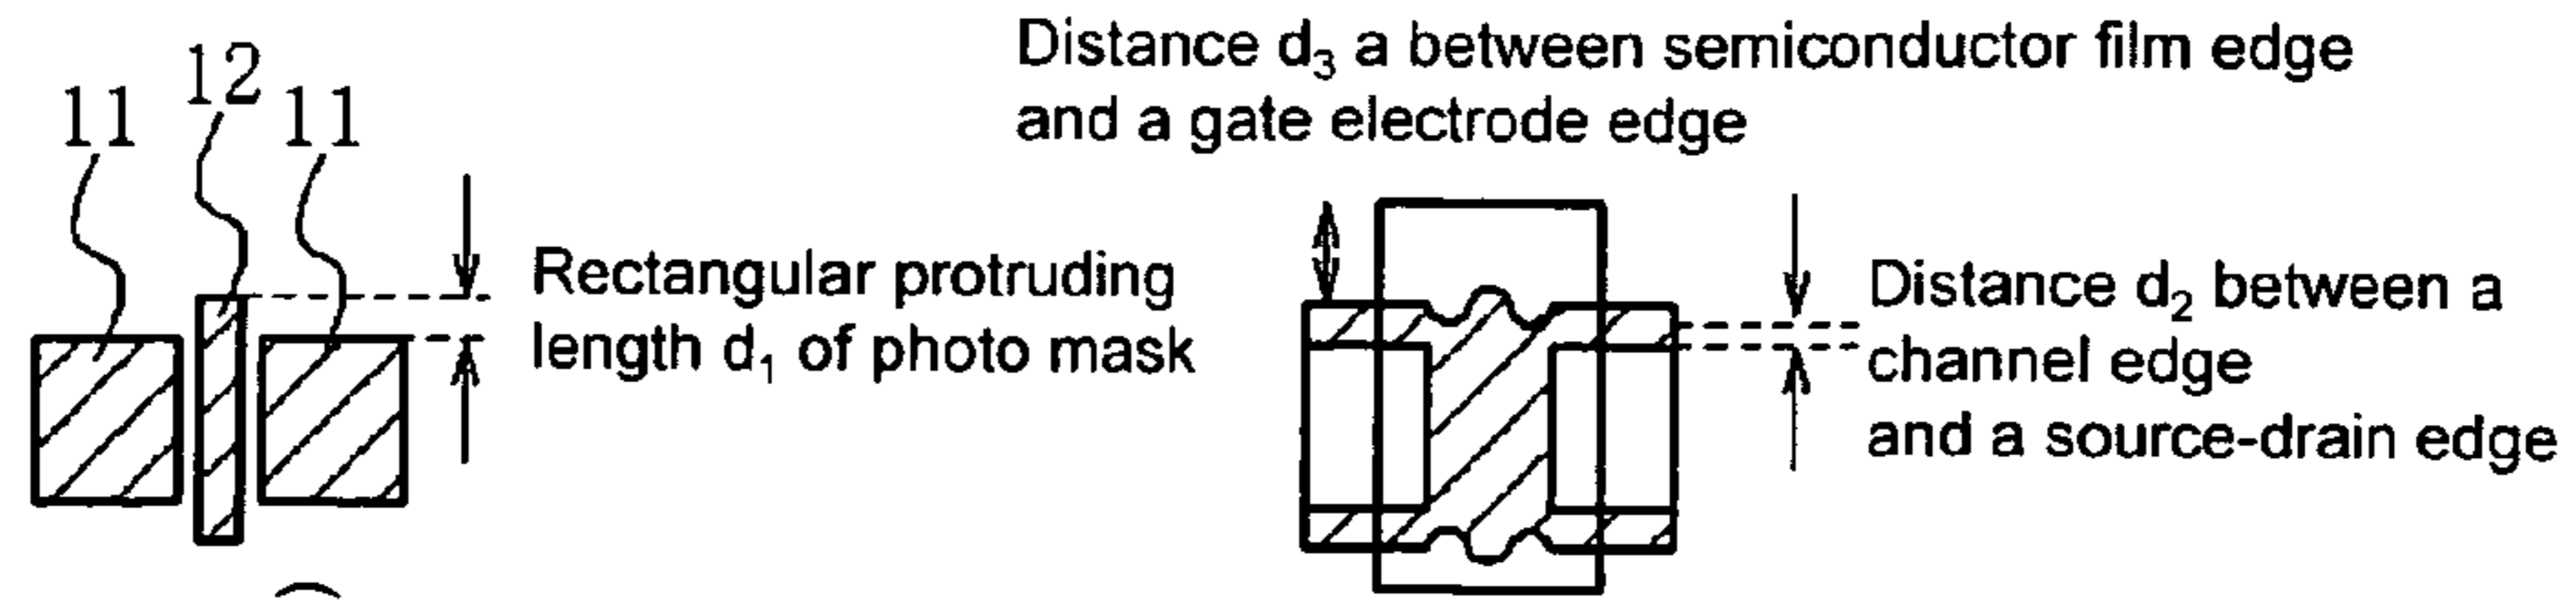 12
11
11
Rectangular protruding
length d₁ of photo mask
Distance d₃ a between semiconductor film edge
and a gate electrode edge
Distance d₂ between a
channel edge
and a source-drain edge